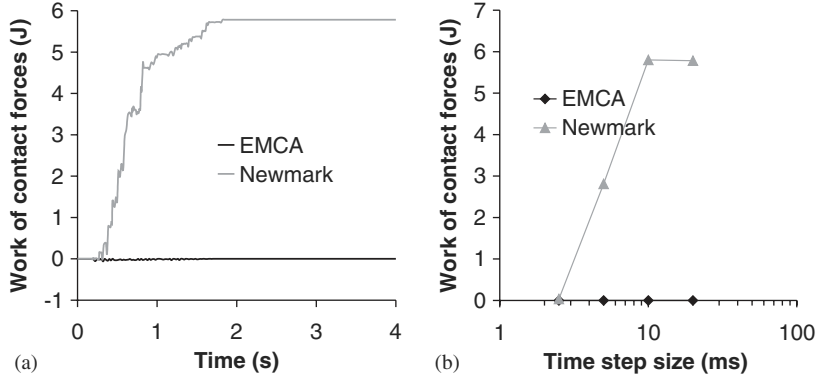 6
5
4
3
2
1
0
-1
Work of contact forces (J)
EMCA
Newmark
0 1 2 3 4
Time (s)
(a)
7
6
5
4
3
2
1
0
Work of contact forces (J)
EMCA
Newmark
1 10 100
Time step size (ms)
(b)